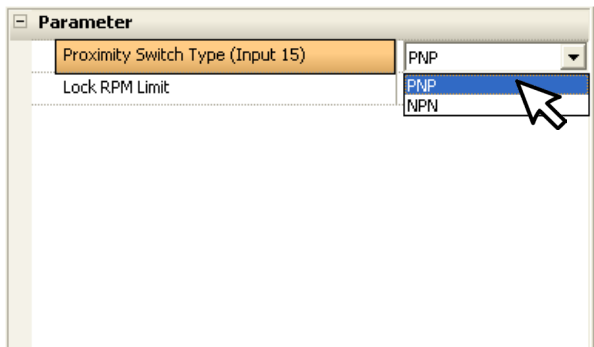 Parameter
Proximity Switch Type (Input 15)
PNP
Lock RPM Limit
PNP
NPN